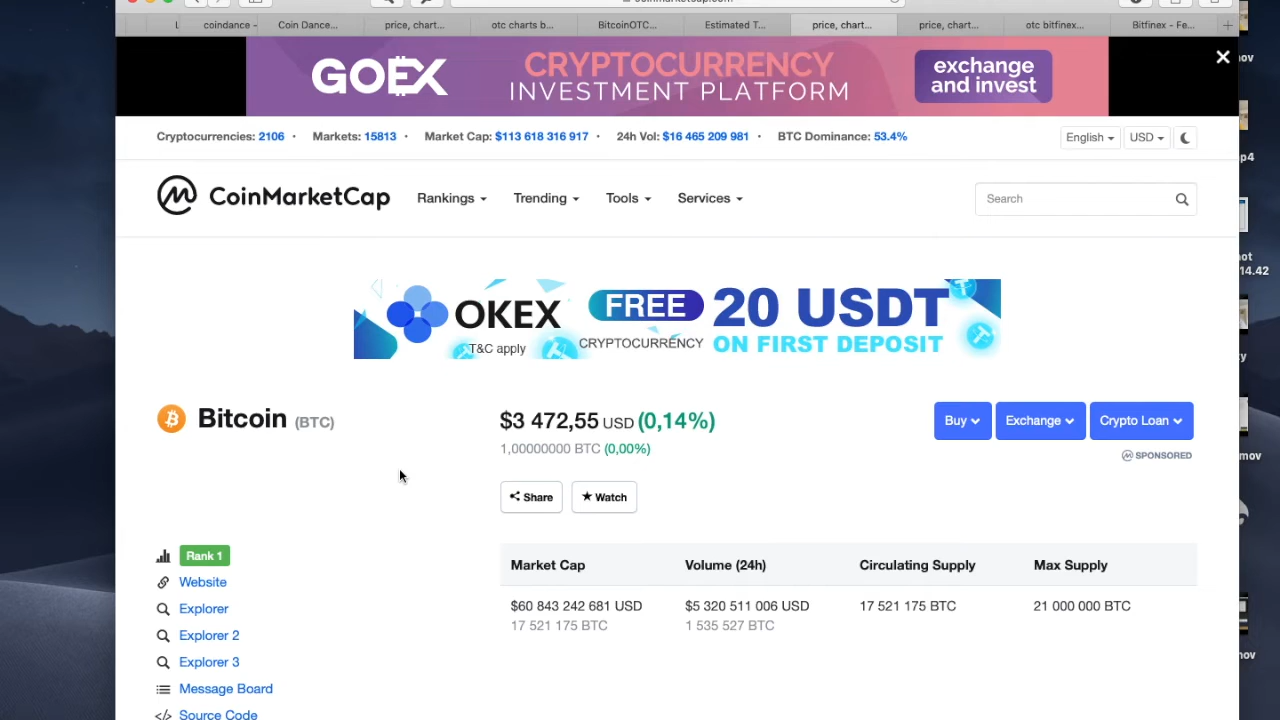 coinmarketcap.com
coindance - Coin Dance... price, chart... otc charts b... BitcoinOTC... Estimated T... price, chart... price, chart... otc bitfinex... Bitfinex - Fe... +
GOEX CRYPTOCURRENCY INVESTMENT PLATFORM exchange and invest
Cryptocurrencies: 2106 • Markets: 15813 • Market Cap: $113 618 316 917 • 24h Vol: $16 465 209 981 • BTC Dominance: 53.4% English USD
CoinMarketCap Rankings Trending Tools Services Search
OKEX FREE 20 USDT
T&C apply CRYPTOCURRENCY ON FIRST DEPOSIT
Bitcoin (BTC) $3 472,55 USD (0,14%) Buy Exchange Crypto Loan
1,00000000 BTC (0,00%) SPONSORED
Share Watch
Rank 1
Website
Explorer
Explorer 2
Explorer 3
Message Board
Source Code
Market Cap Volume (24h) Circulating Supply Max Supply
$60 843 242 681 USD $5 320 511 006 USD 17 521 175 BTC 21 000 000 BTC
17 521 175 BTC 1 535 527 BTC